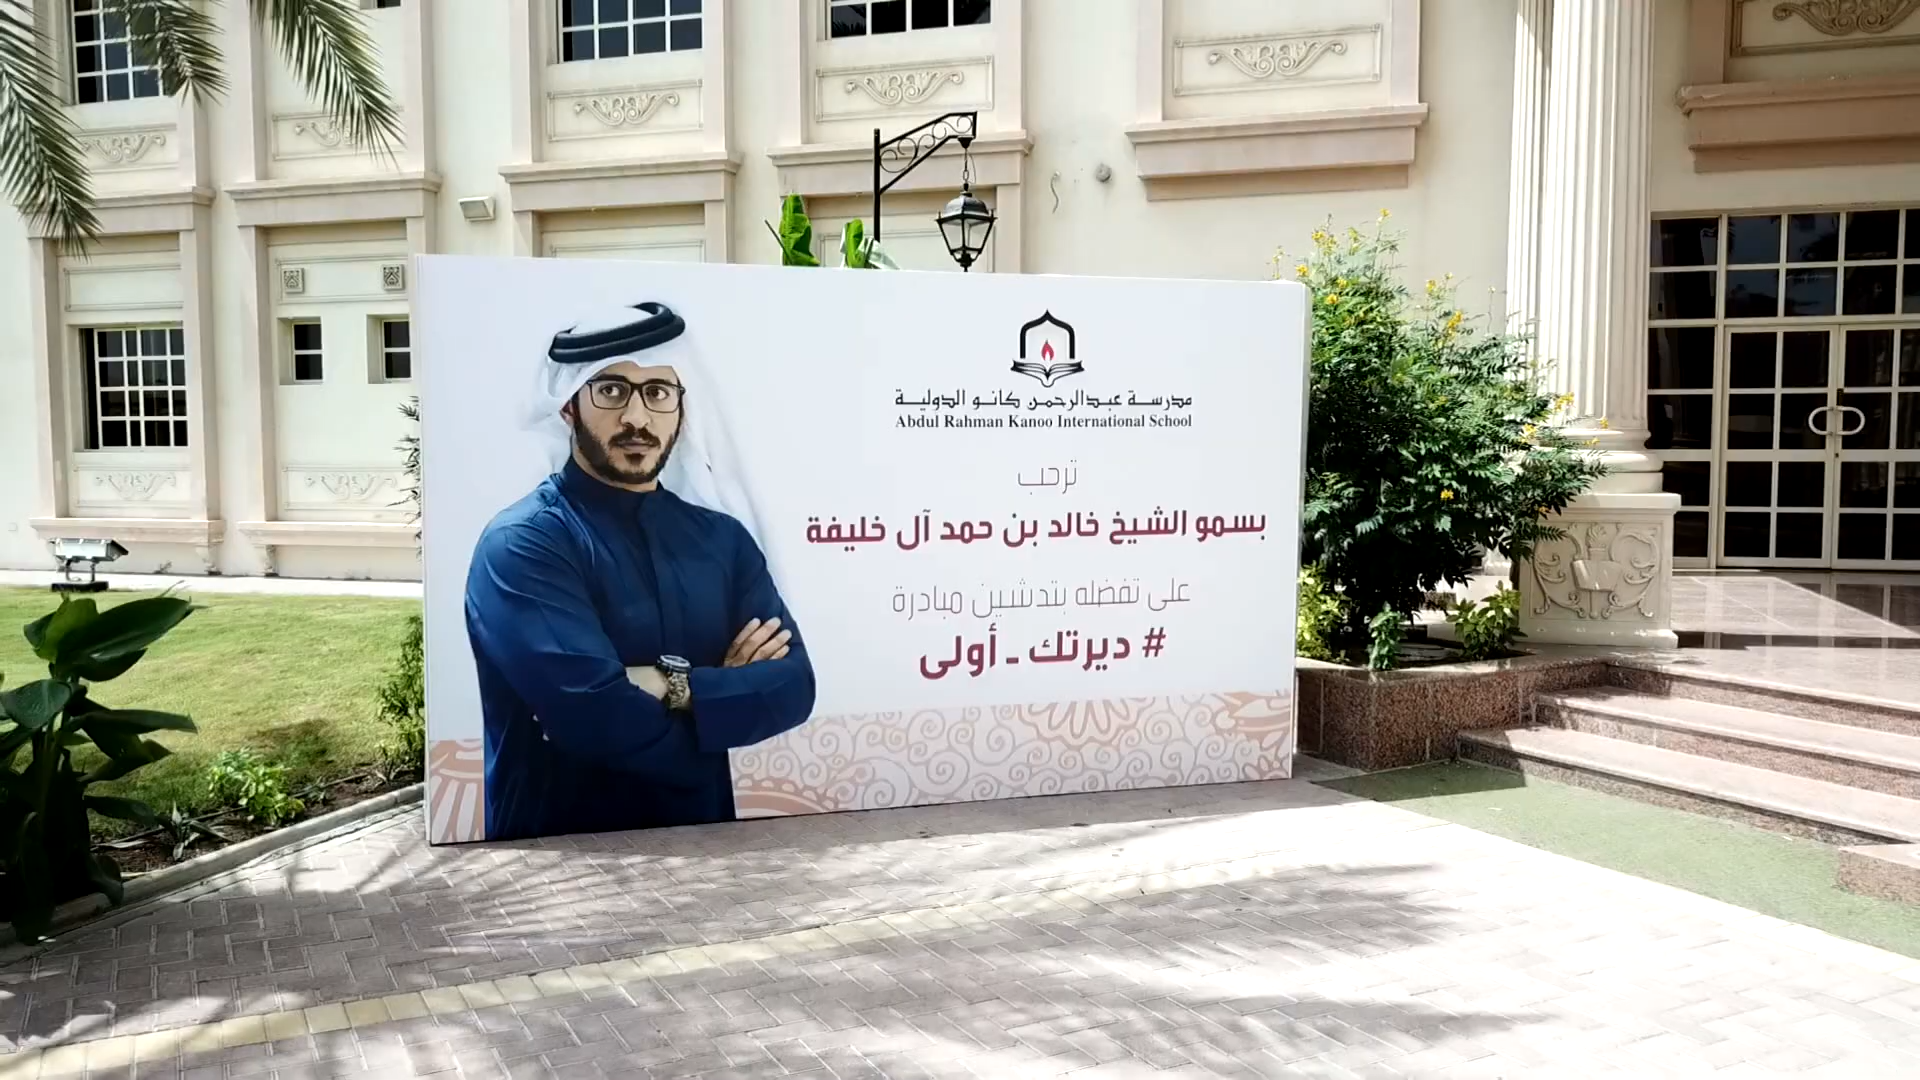 مدرسة عبدالرحمن كانو الدولية
Abdul Rahman Kanoo International School
ترحب
بسمو الشيخ خالد بن حمد آل خليفة
على تفضله بتدشين مبادرة
# ديرتك - أولى